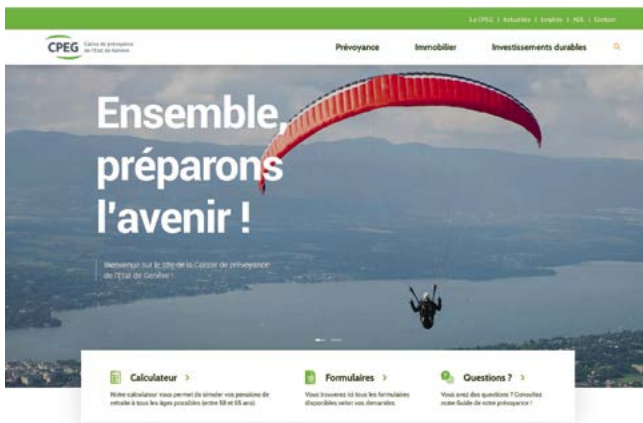 La CPEG | Actualités | Emplois | ADL | Contact
CPEG Caisse de prévoyance
de l'Etat de Genève
Prévoyance Immobilier Investissements durables
Ensemble,
préparons
l'avenir !
Bienvenue sur le site de la Caisse de prévoyance
de l'Etat de Genève !
Calculateur > Formulaires > Questions ? >
Notre calculateur vous permet de simuler vos pensions de Vous trouverez ici tous les formulaires Vous avez des questions ? Consultez
retraite à tous les âges possibles (entre 58 et 65 ans). disponibles selon vos demandes. notre Guide de votre prévoyance !